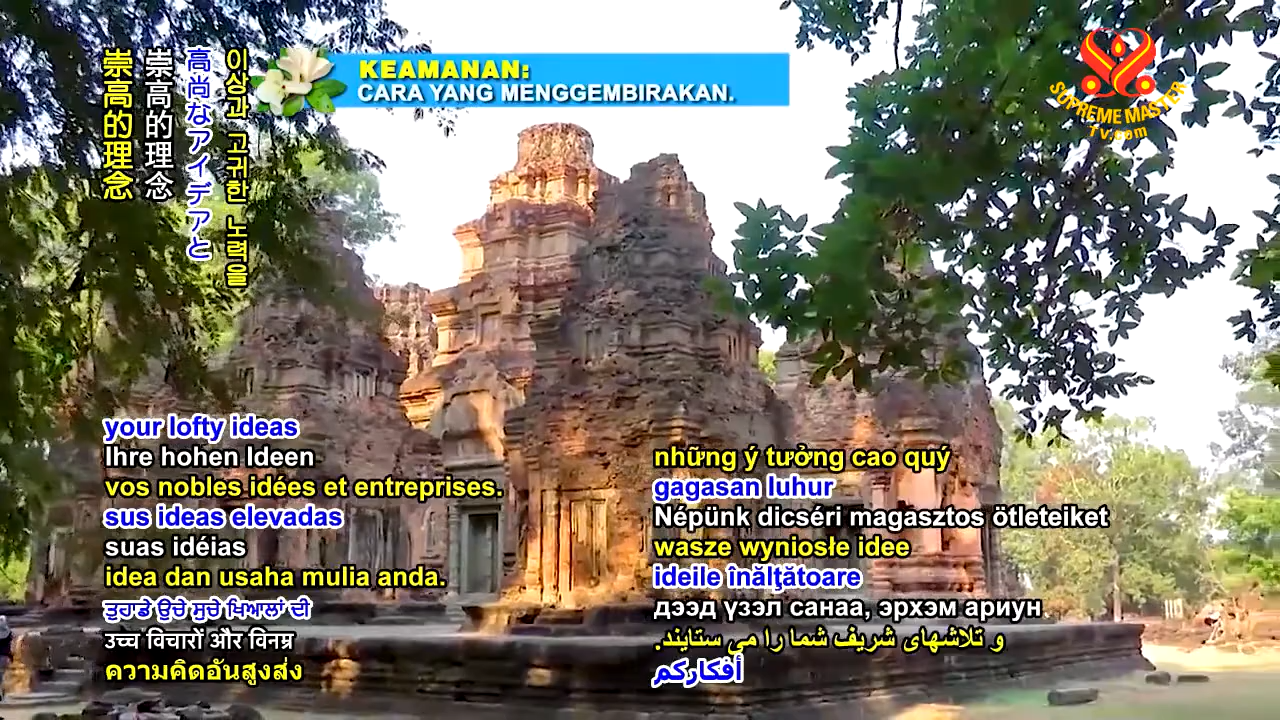 崇高的理念
崇高的理念
高尚なアイデアと
이상과 고귀한 노력을
KEAMANAN:
CARA YANG MENGGEMBIRAKAN.
SUPREME MASTER
Tv.com
your lofty ideas
Ihre hohen Ideen
vos nobles idées et entreprises.
sus ideas elevadas
suas idéias
idea dan usaha mulia anda.
ਤੁਹਾਡੇ ਉਚੇ ਸੁਚੇ ਖਿਆਲਾਂ ਦੀ
उच्च विचारों और विनम्र
ความคิดอันสูงส่ง
những ý tưởng cao quý
gagasan luhur
Népünk dicséri magasztos ötleteiket
wasze wyniosłe idee
ideile înălţătoare
дээд үзэл санаа, эрхэм ариун
و تلاشهای شریف شما را می ستایند.
أفكاركم